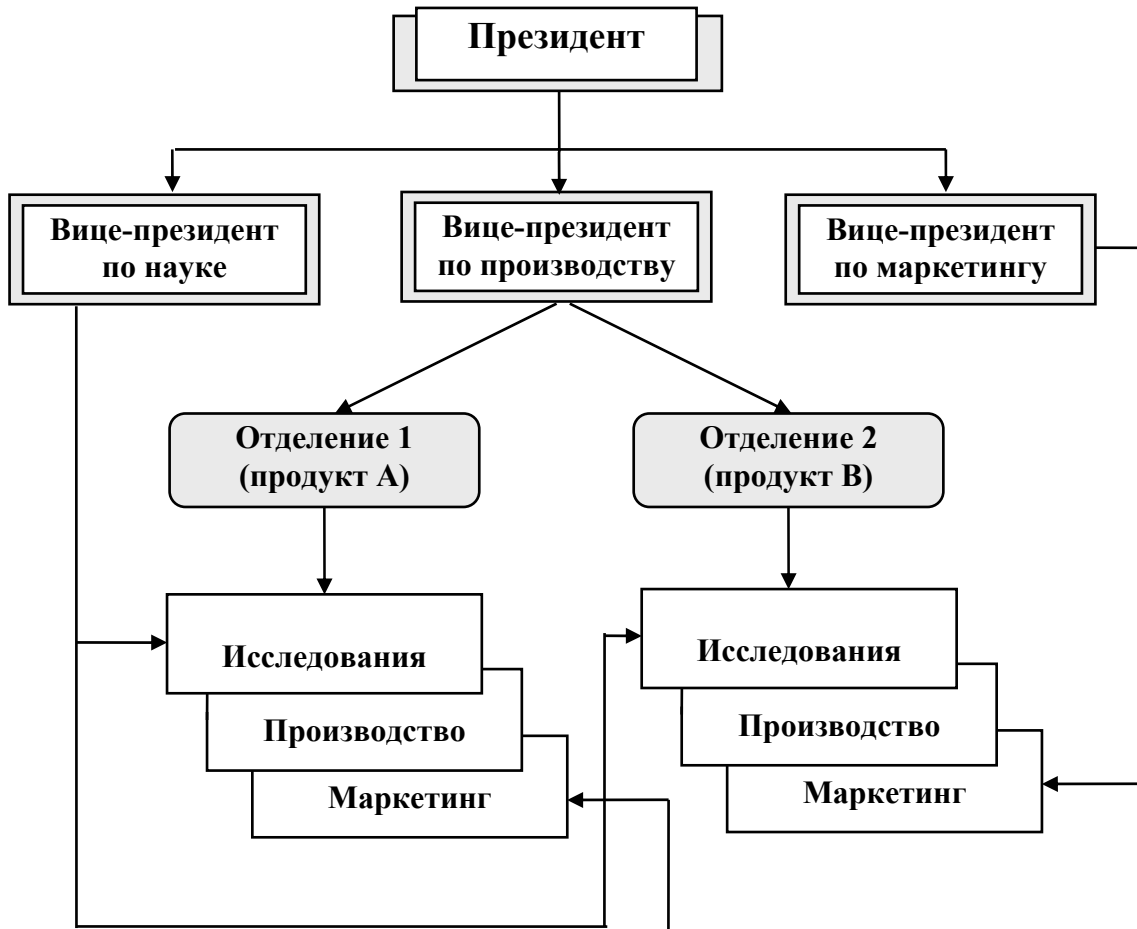 Президент
Вице-президент
по науке
Вице-президент
по производству
Вице-президент
по маркетингу
Отделение 1
(продукт А)
Отделение 2
(продукт В)
Исследования
Производство
Маркетинг
Исследования
Производство
Маркетинг